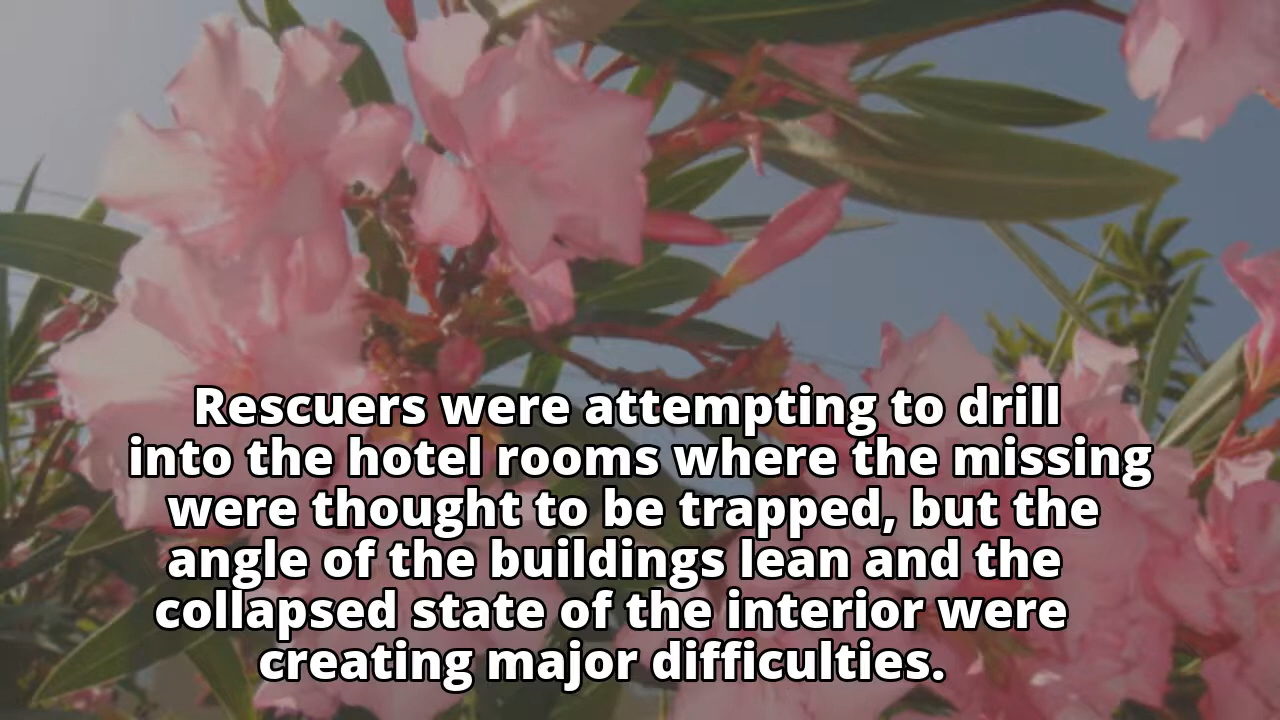 Rescuers were attempting to drill
into the hotel rooms where the missing
were thought to be trapped, but the
angle of the buildings lean and the
collapsed state of the interior were
creating major difficulties.